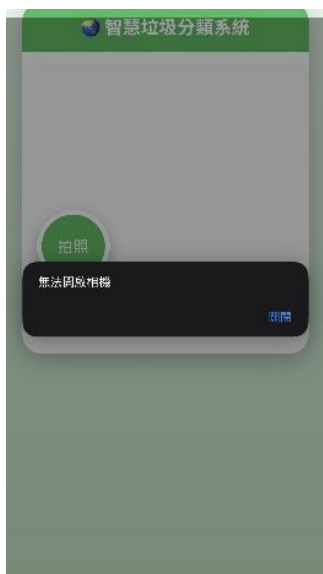 智慧垃圾分類系統
拍照
無法開啟相機
關閉